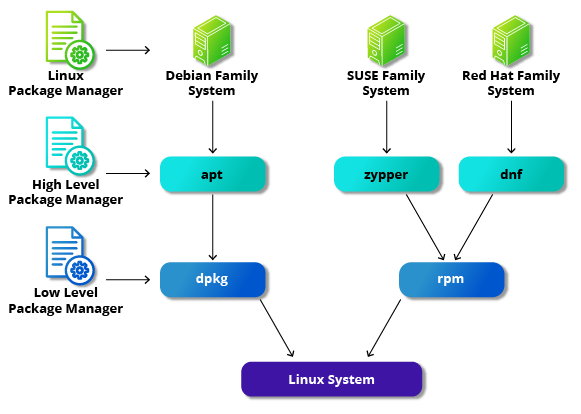 Linux
Package Manager
Debian Family
System
SUSE Family
System
Red Hat Family
System
High Level
Package Manager
apt
zypper
dnf
Low Level
Package Manager
dpkg
rpm
Linux System